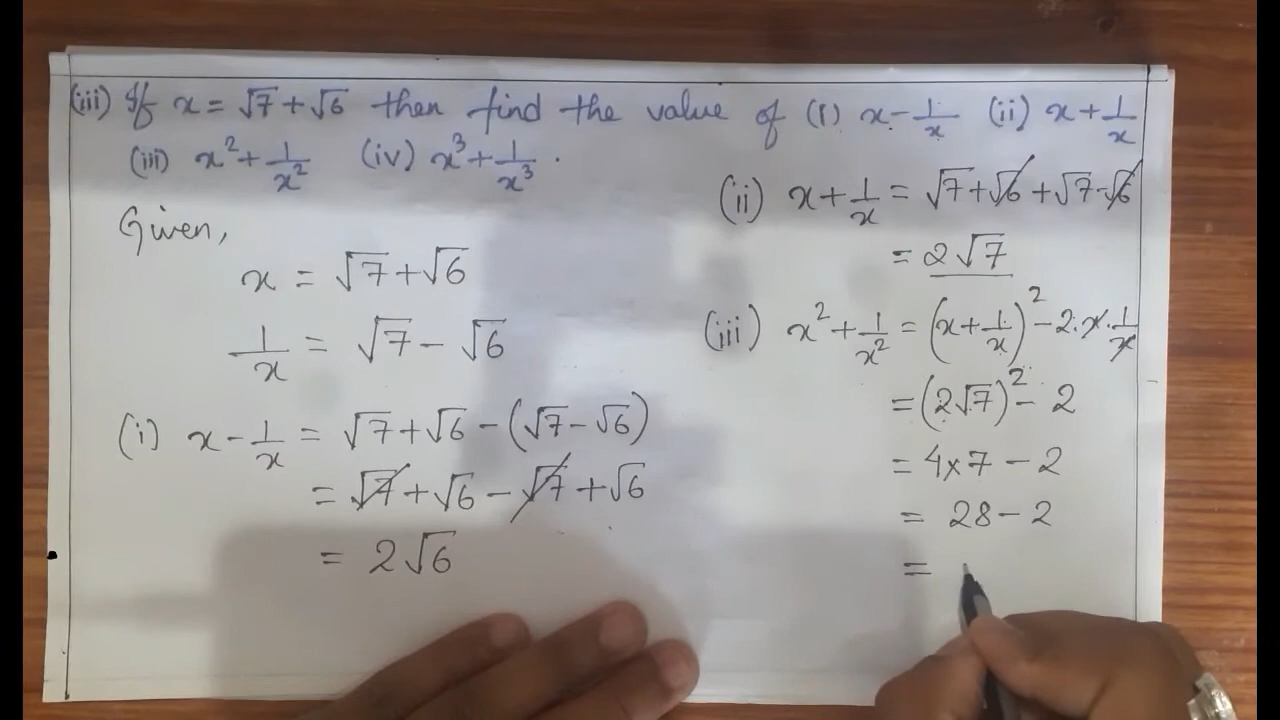 (iii) If x = √7 + √6 then find the value of (i) x - 1/x (ii) x + 1/x
(iii) x² + 1/x² (iv) x³ + 1/x³ .
Given,
x = √7 + √6
1/x = √7 - √6
(i) x - 1/x = √7 + √6 - (√7 - √6)
= √7 + √6 - √7 + √6
= 2√6
(ii) x + 1/x = √7 + √6 + √7 - √6
= 2√7
(iii) x² + 1/x² = (x + 1/x)² - 2·x·1/x
= (2√7)² - 2
= 4×7 - 2
= 28 - 2
=